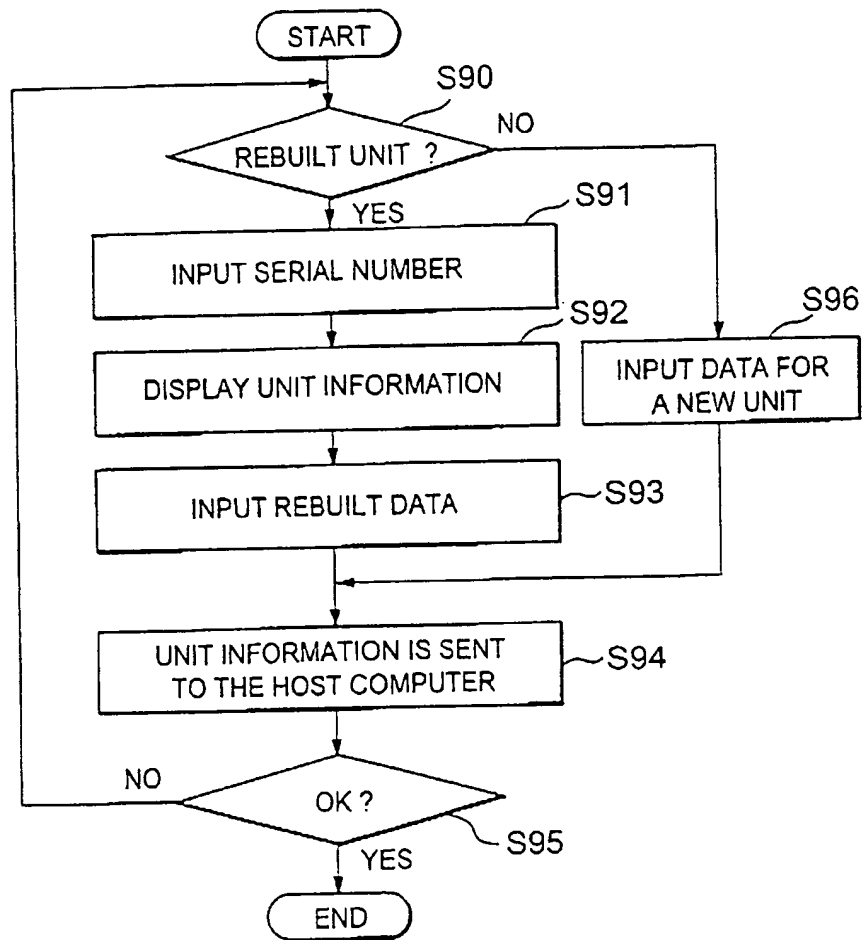 START
S90
NO
REBUILT UNIT ?
YES
S91
INPUT SERIAL NUMBER
S92
DISPLAY UNIT INFORMATION
S96
INPUT DATA FOR
A NEW UNIT
INPUT REBUILT DATA
S93
UNIT INFORMATION IS SENT
TO THE HOST COMPUTER
S94
NO
OK ?
S95
YES
END